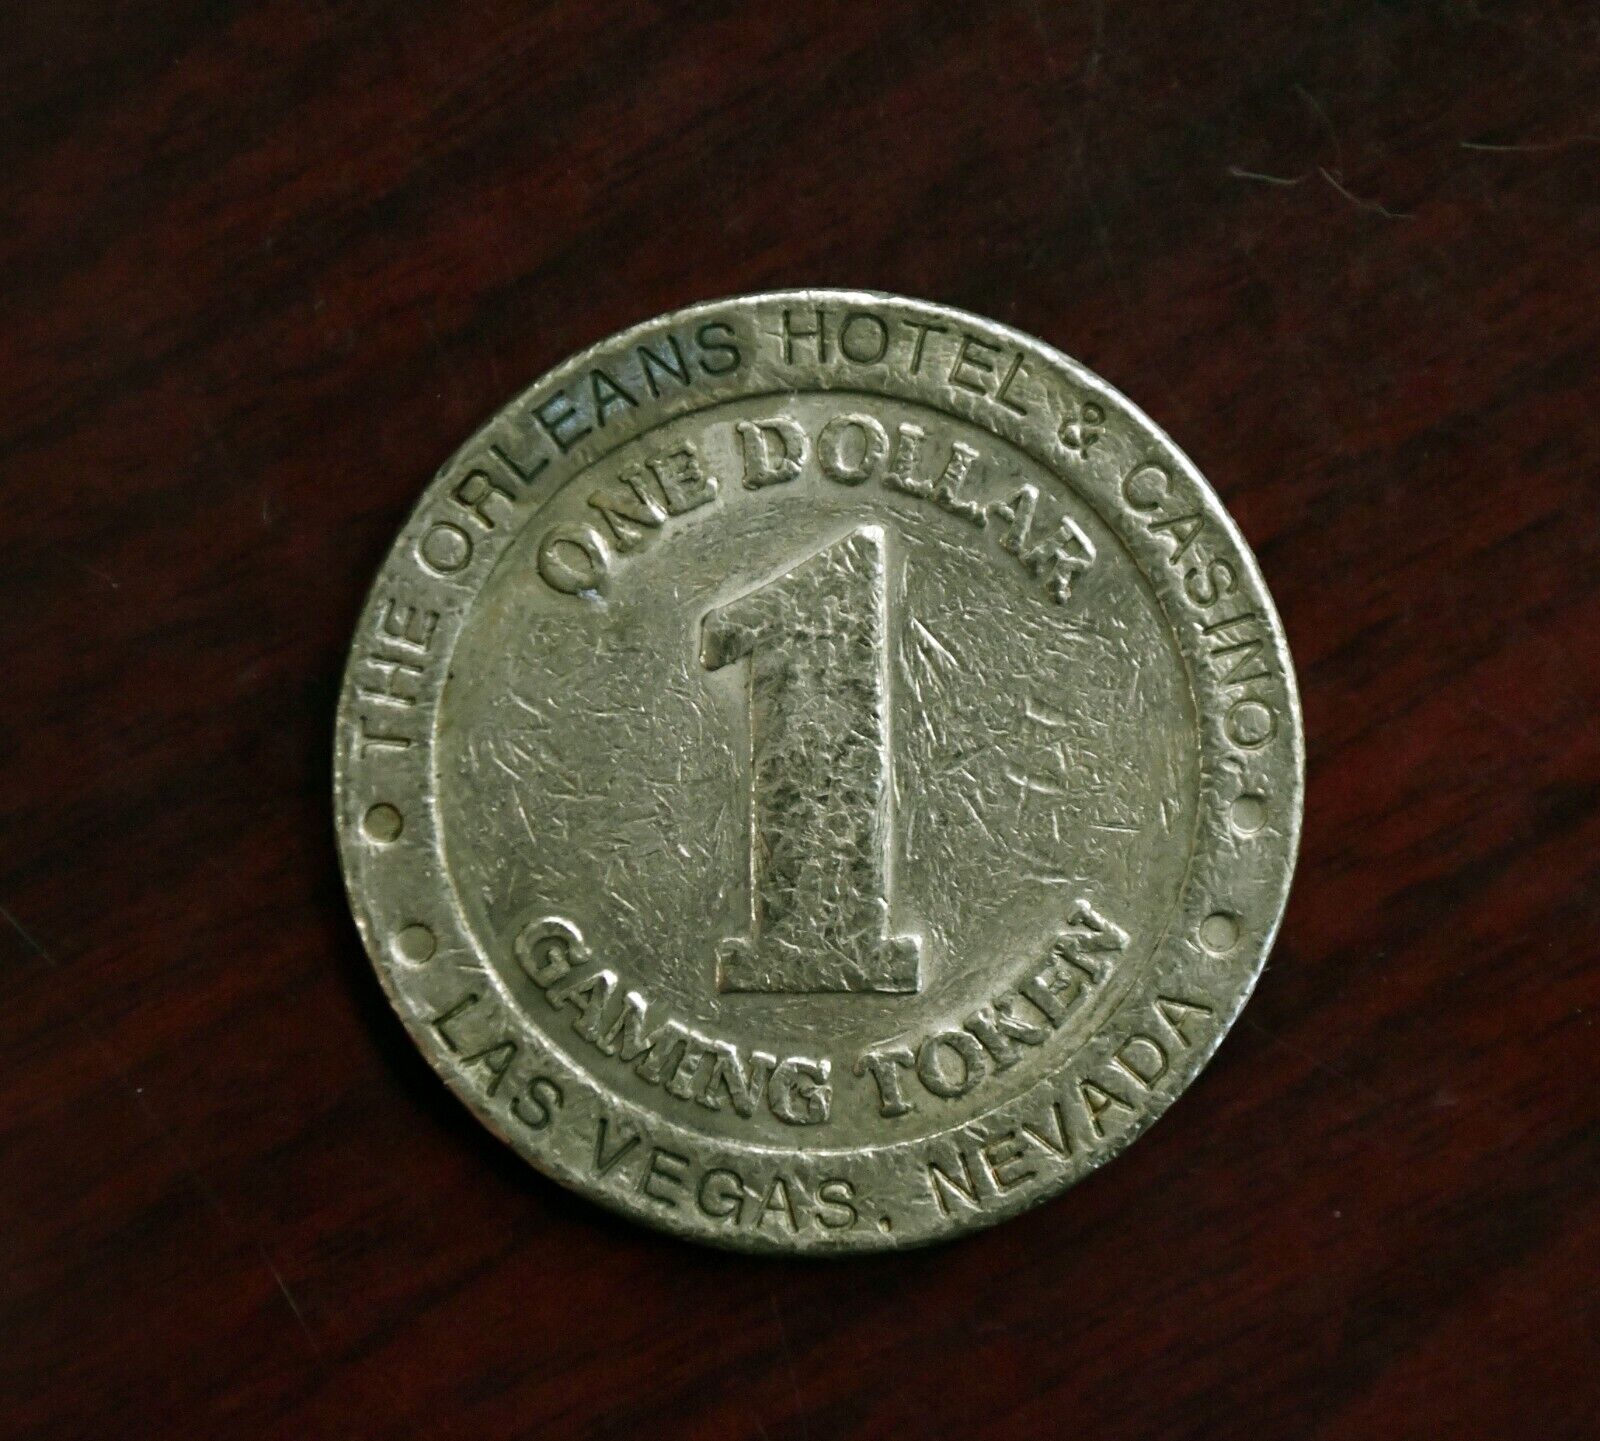 • THE ORLEANS HOTEL & CASINO •
ONE DOLLAR
1
GAMING TOKEN
• LAS VEGAS, NEVADA •